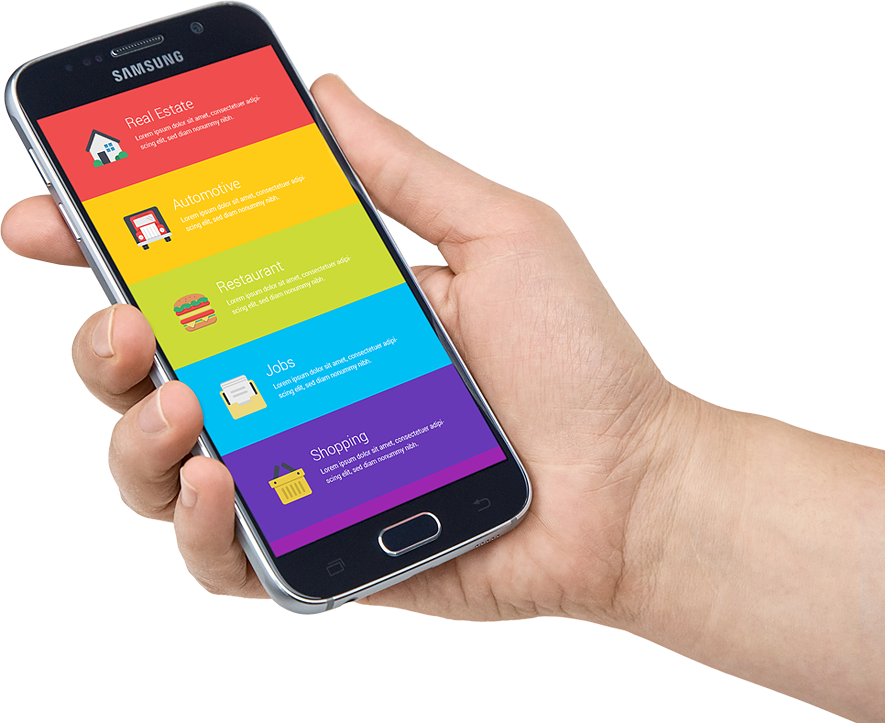 SAMSUNG
Real Estate
Lorem ipsum dolor sit amet, consectetuer adipi-
scing elit, sed diam nonummy nibh.
Automotive
Lorem ipsum dolor sit amet, consectetuer adipi-
scing elit, sed diam nonummy nibh.
Restaurant
Lorem ipsum dolor sit amet, consectetuer adipi-
scing elit, sed diam nonummy nibh.
Jobs
Lorem ipsum dolor sit amet, consectetuer adipi-
scing elit, sed diam nonummy nibh.
Shopping
Lorem ipsum dolor sit amet, consectetuer adipi-
scing elit, sed diam nonummy nibh.